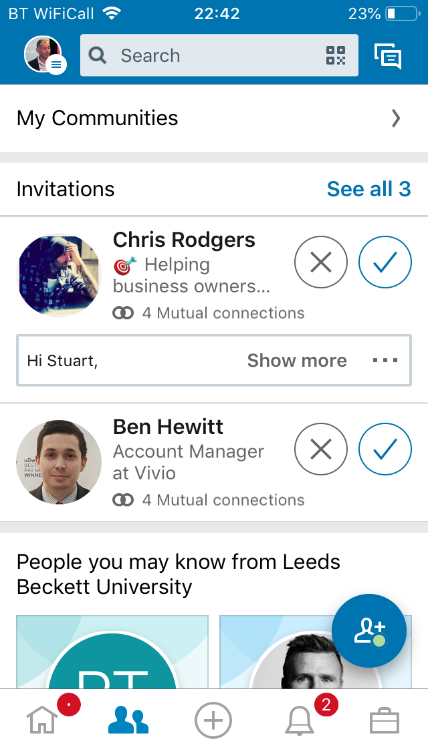 BT WiFiCall 22:42 23%
Search
My Communities
Invitations See all 3
Chris Rodgers
🎯 Helping
business owners...
4 Mutual connections
Hi Stuart, Show more ...
Ben Hewitt
Account Manager
at Vivio
4 Mutual connections
People you may know from Leeds
Beckett University
2